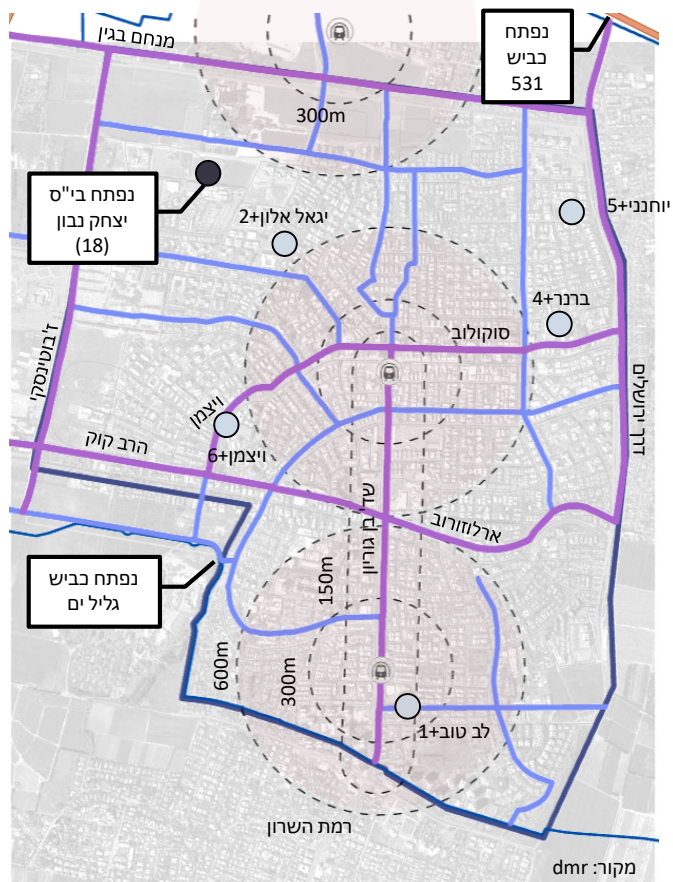 נפתח
כביש
531
מנחם בגין
300m
נפתח בי"ס
יצחק נבון
(18)
יגאל אלון+2
יוחנני+5
ברנר+4
סוקולוב
ז'בוטינסקי
דרך ירושלים
ויצמן
ויצמן+6
הרב קוק
שד' בן גוריון
ארלוזורוב
150m
נפתח כביש
גליל ים
600m
300m
לב טוב+1
רמת השרון
מקור: dmr